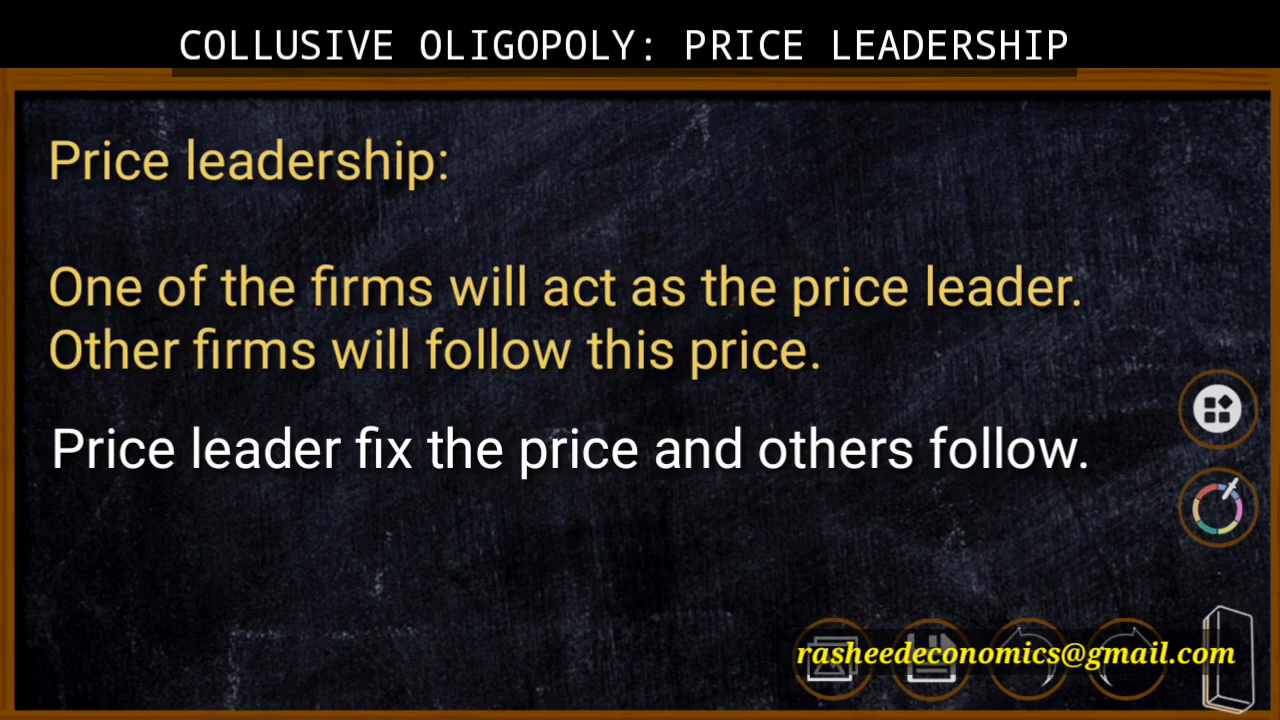 COLLUSIVE OLIGOPOLY: PRICE LEADERSHIP
Price leadership:
One of the firms will act as the price leader.
Other firms will follow this price.
Price leader fix the price and others follow.
rasheedeconomics@gmail.com